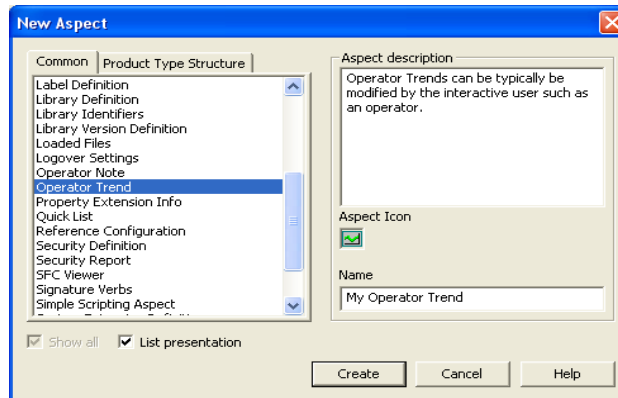 New Aspect
Common
Product Type Structure
Label Definition
Library Definition
Library Identifiers
Library Version Definition
Loaded Files
Logover Settings
Operator Note
Operator Trend
Property Extension Info
Quick List
Reference Configuration
Security Definition
Security Report
SFC Viewer
Signature Verbs
Simple Scripting Aspect
Aspect description
Operator Trends can be typically be
modified by the interactive user such as
an operator.
Aspect Icon
Name
My Operator Trend
Show all
List presentation
Create
Cancel
Help